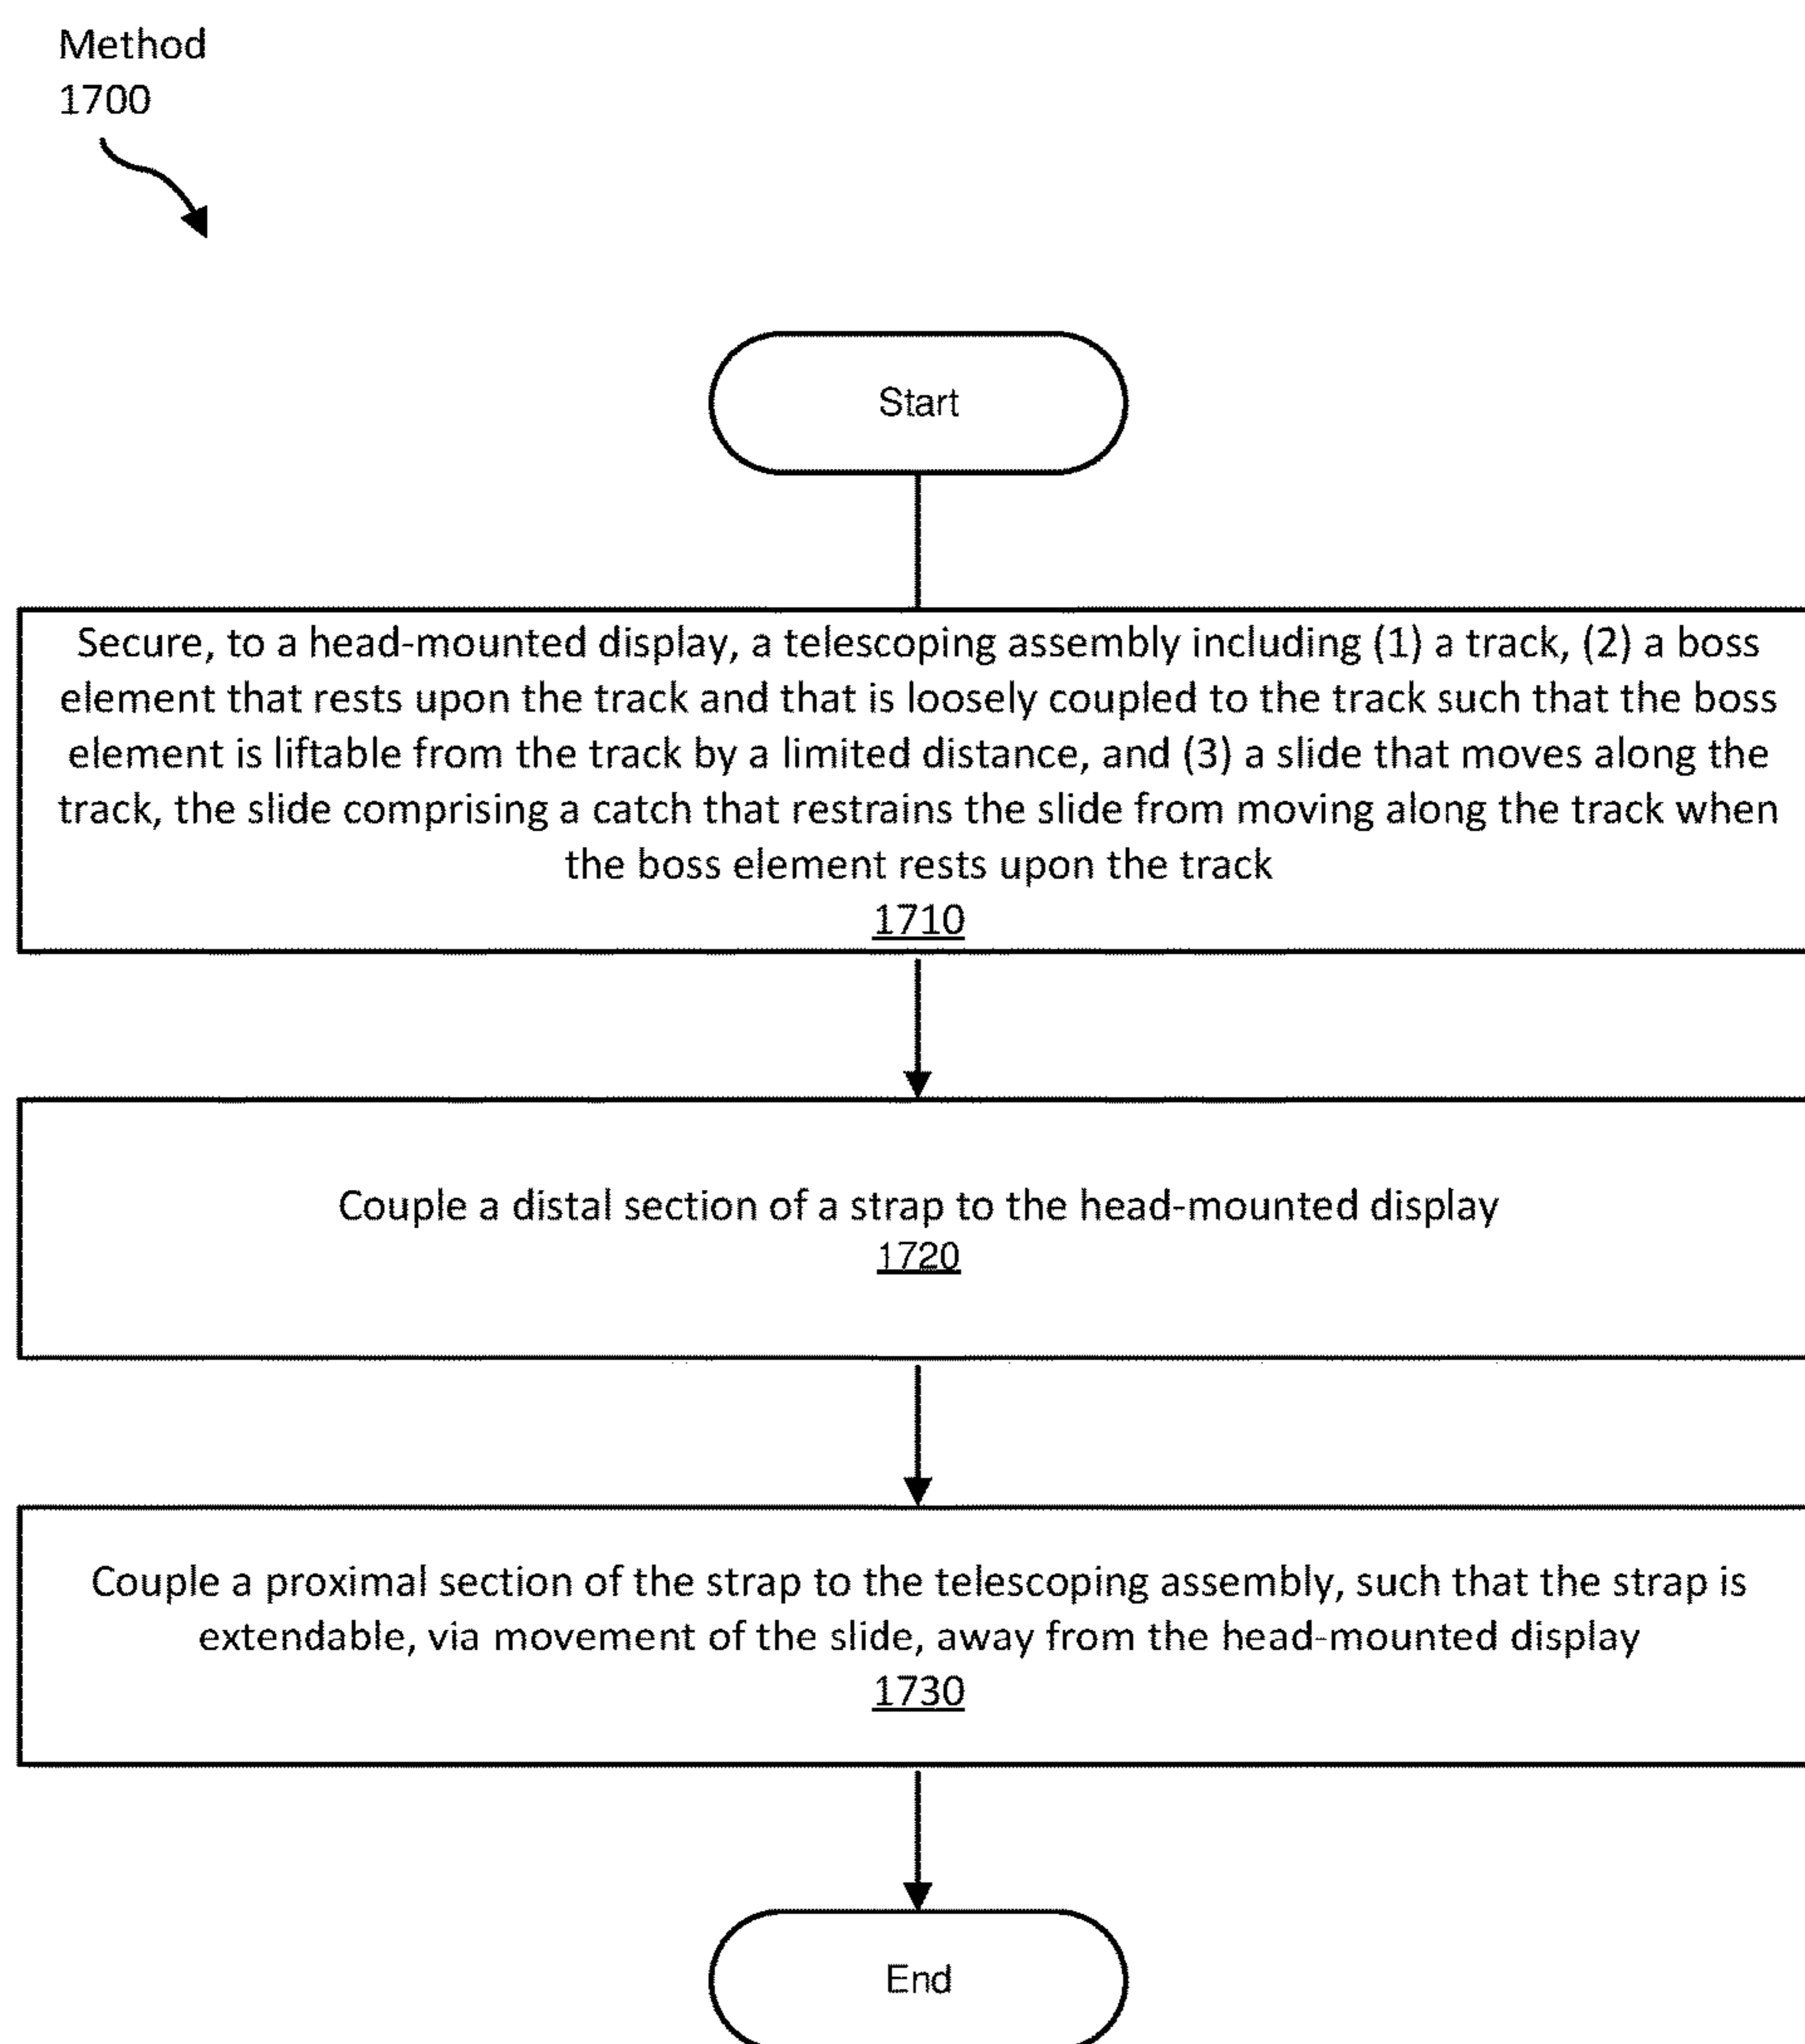 Method
1700
Start
Secure, to a head-mounted display, a telescoping assembly including (1) a track, (2) a boss
element that rests upon the track and that is loosely coupled to the track such that the boss
element is liftable from the track by a limited distance, and (3) a slide that moves along the
track, the slide comprising a catch that restrains the slide from moving along the track when
the boss element rests upon the track
1710
Couple a distal section of a strap to the head-mounted display
1720
Couple a proximal section of the strap to the telescoping assembly, such that the strap is
extendable, via movement of the slide, away from the head-mounted display
1730
End